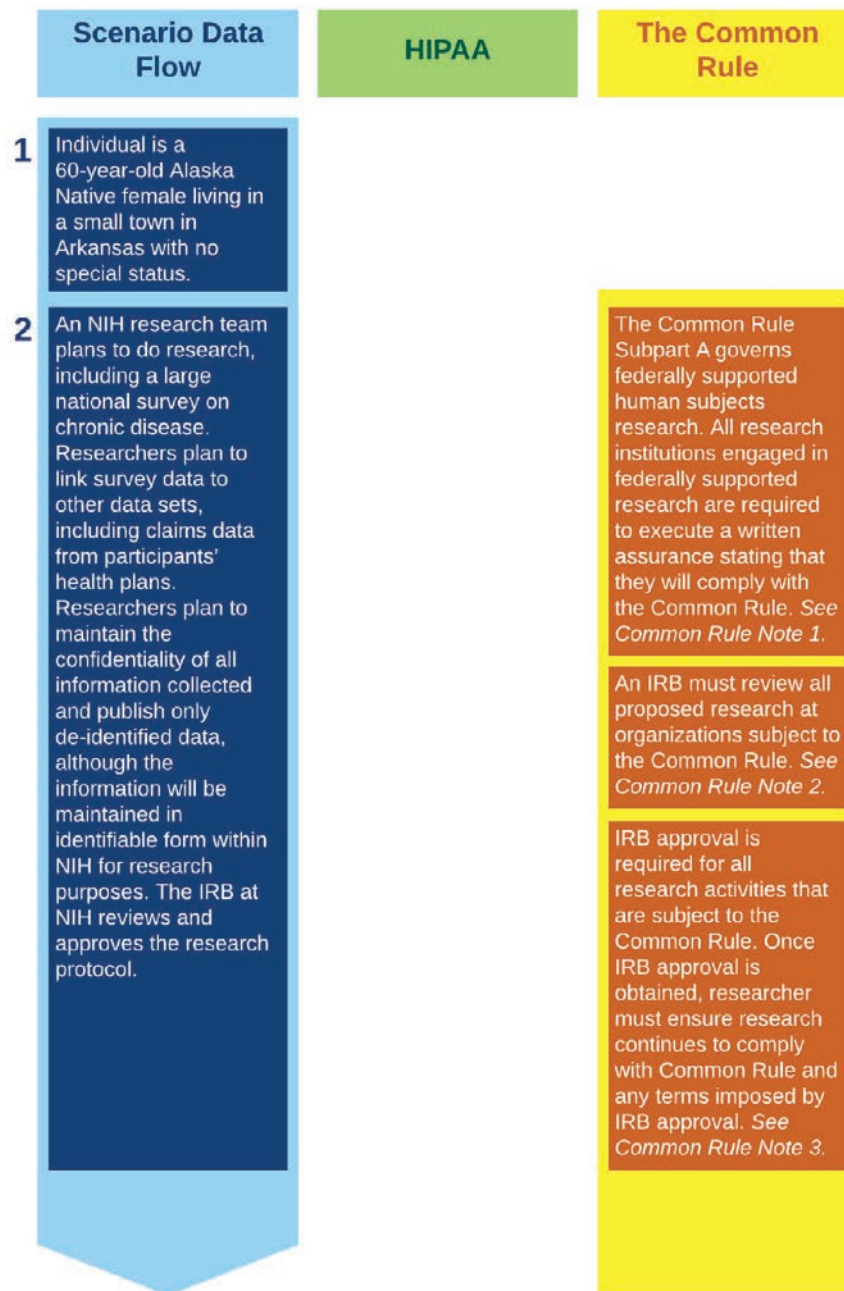 Scenario Data
Flow
HIPAA
The Common
Rule
1
Individual is a
60-year-old Alaska
Native female living in
a small town in
Arkansas with no
special status.
2
An NIH research team
plans to do research,
including a large
national survey on
chronic disease.
Researchers plan to
link survey data to
other data sets,
including claims data
from participants'
health plans.
Researchers plan to
maintain the
confidentiality of all
information collected
and publish only
de-identified data,
although the
information will be
maintained in
identifiable form within
NIH for research
purposes. The IRB at
NIH reviews and
approves the research
protocol.
The Common Rule
Subpart A governs
federally supported
human subjects
research. All research
institutions engaged in
federally supported
research are required
to execute a written
assurance stating that
they will comply with
the Common Rule. See
Common Rule Note 1.
An IRB must review all
proposed research at
organizations subject to
the Common Rule. See
Common Rule Note 2.
IRB approval is
required for all
research activities that
are subject to the
Common Rule. Once
IRB approval is
obtained, researcher
must ensure research
continues to comply
with Common Rule and
any terms imposed by
IRB approval. See
Common Rule Note 3.